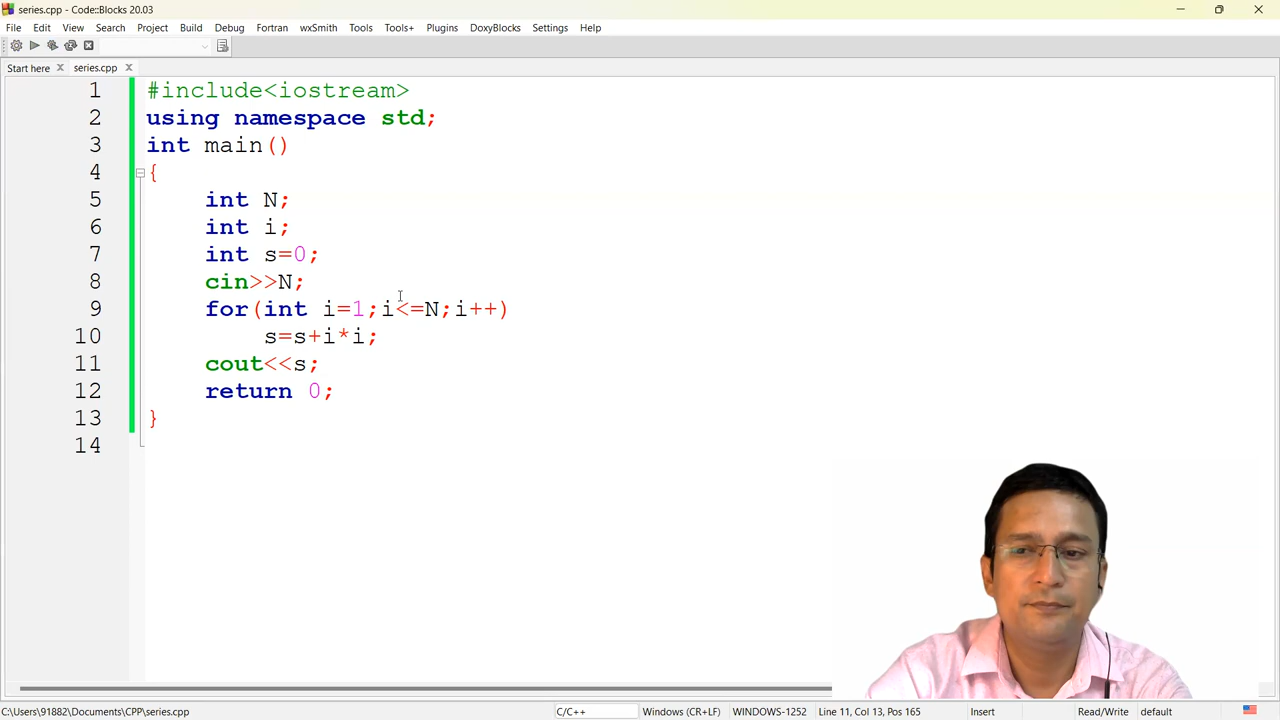 series.cpp - Code::Blocks 20.03
File Edit View Search Project Build Debug Fortran wxSmith Tools Tools+ Plugins DoxyBlocks Settings Help
Start here series.cpp
1 #include<iostream>
2 using namespace std;
3 int main()
4 {
5 int N;
6 int i;
7 int s=0;
8 cin>>N;
9 for(int i=1;i<=N;i++)
10 s=s+i*i;
11 cout<<s;
12 return 0;
13 }
14
C:\Users\91882\Documents\CPP\series.cpp C/C++ Windows (CR+LF) WINDOWS-1252 Line 11, Col 13, Pos 165 Insert Read/Write default